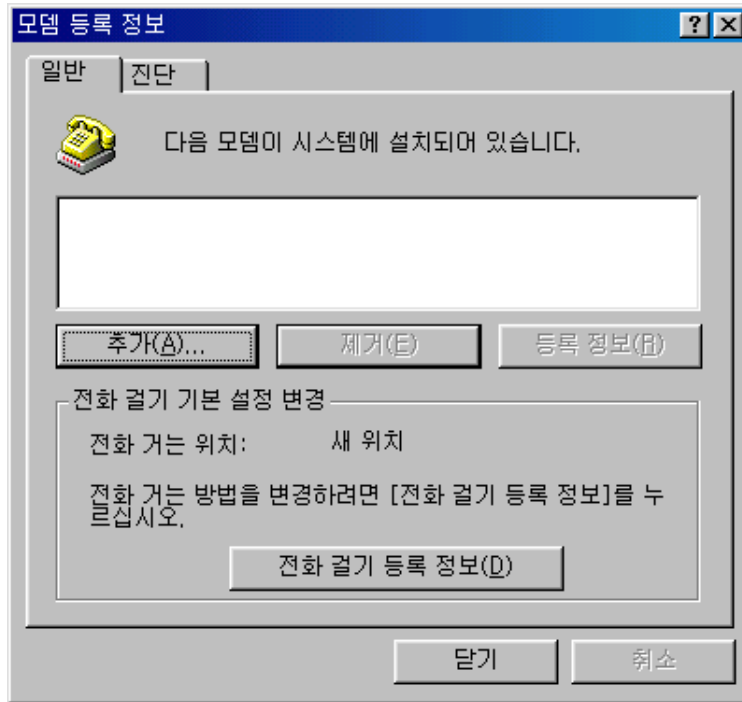 모뎀 등록 정보
일반 진단
다음 모뎀이 시스템에 설치되어 있습니다.
추가(A)... 제거(E) 등록 정보(R)
전화 걸기 기본 설정 변경
전화 거는 위치: 새 위치
전화 거는 방법을 변경하려면 [전화 걸기 등록 정보]를 누
르십시오.
전화 걸기 등록 정보(D)
닫기 취소